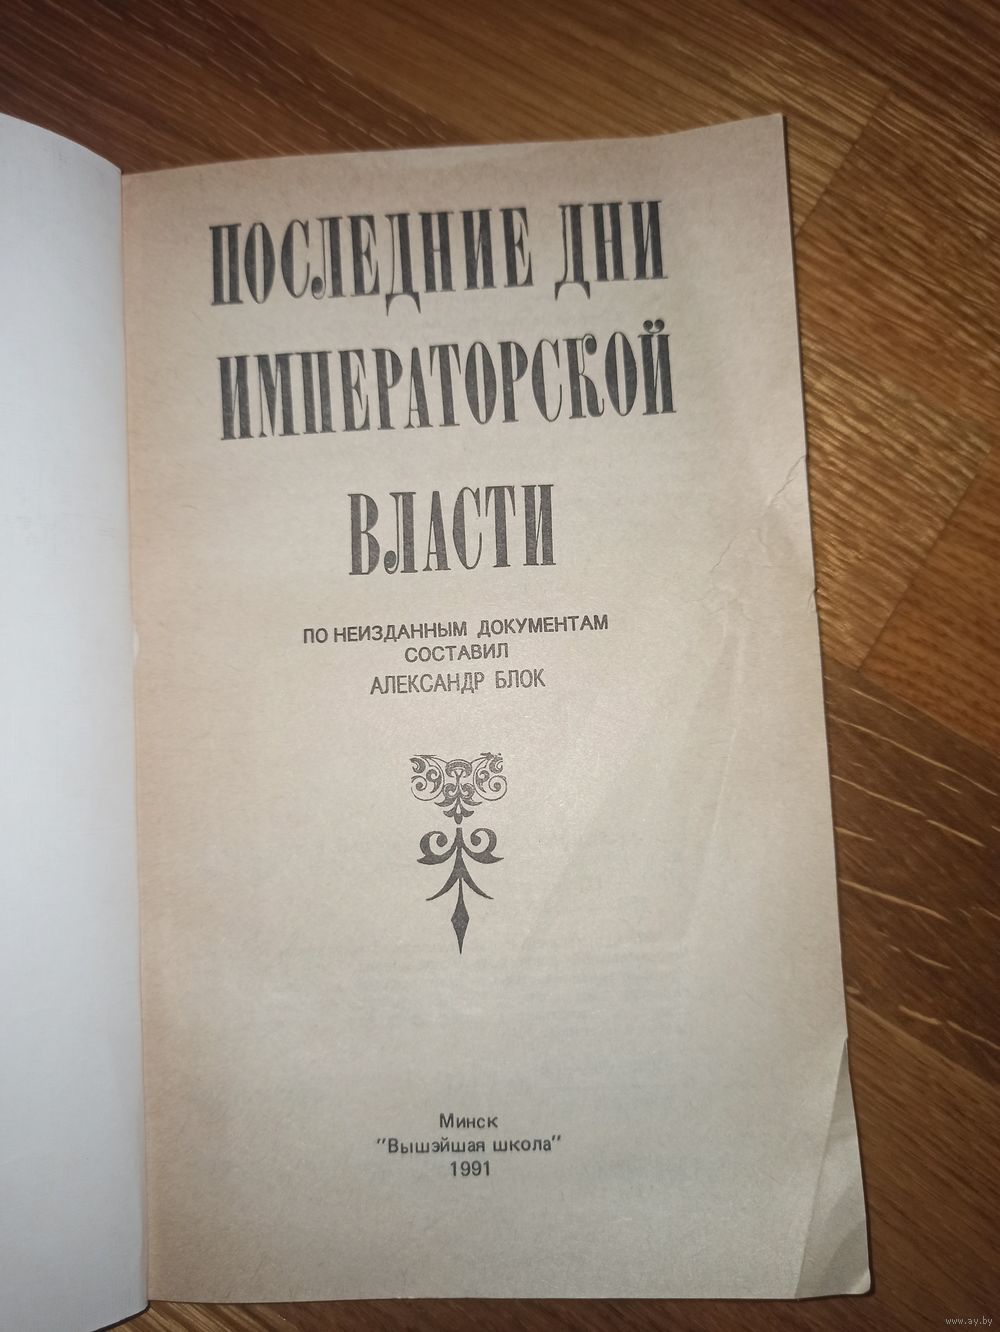 ПОСЛЕДНИЕ ДНИ
ИМПЕРАТОРСКОЙ
ВЛАСТИ
ПО НЕИЗДАННЫМ ДОКУМЕНТАМ
СОСТАВИЛ
АЛЕКСАНДР БЛОК
Минск
"Вышэйшая школа"
1991
www.ay.by